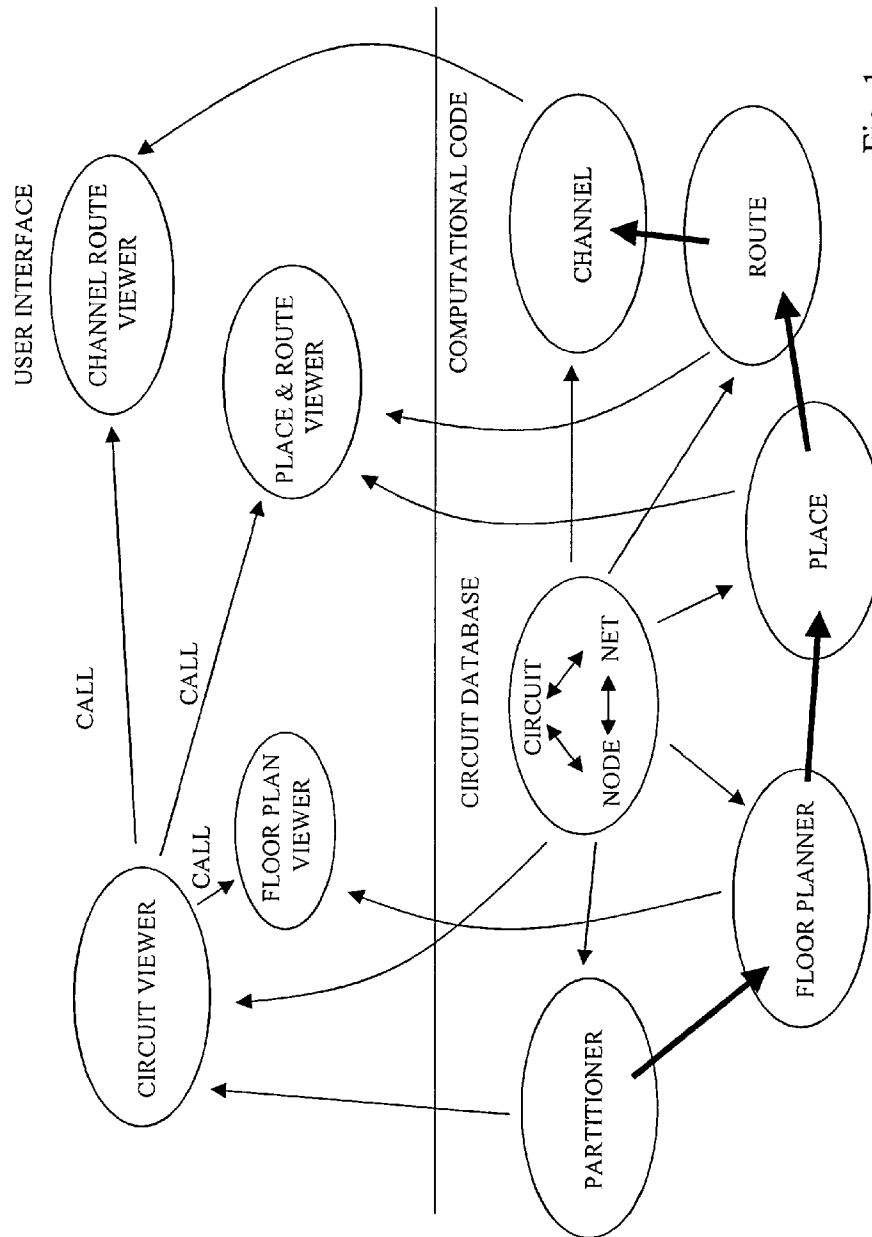 USER INTERFACE
CIRCUIT VIEWER
CALL
CALL
CALL
CHANNEL ROUTE
VIEWER
FLOOR PLAN
VIEWER
PLACE & ROUTE
VIEWER
CIRCUIT DATABASE
COMPUTATIONAL CODE
PARTITIONER
CIRCUIT
NODE
NET
CHANNEL
FLOOR PLANNER
PLACE
ROUTE
Fig. 1